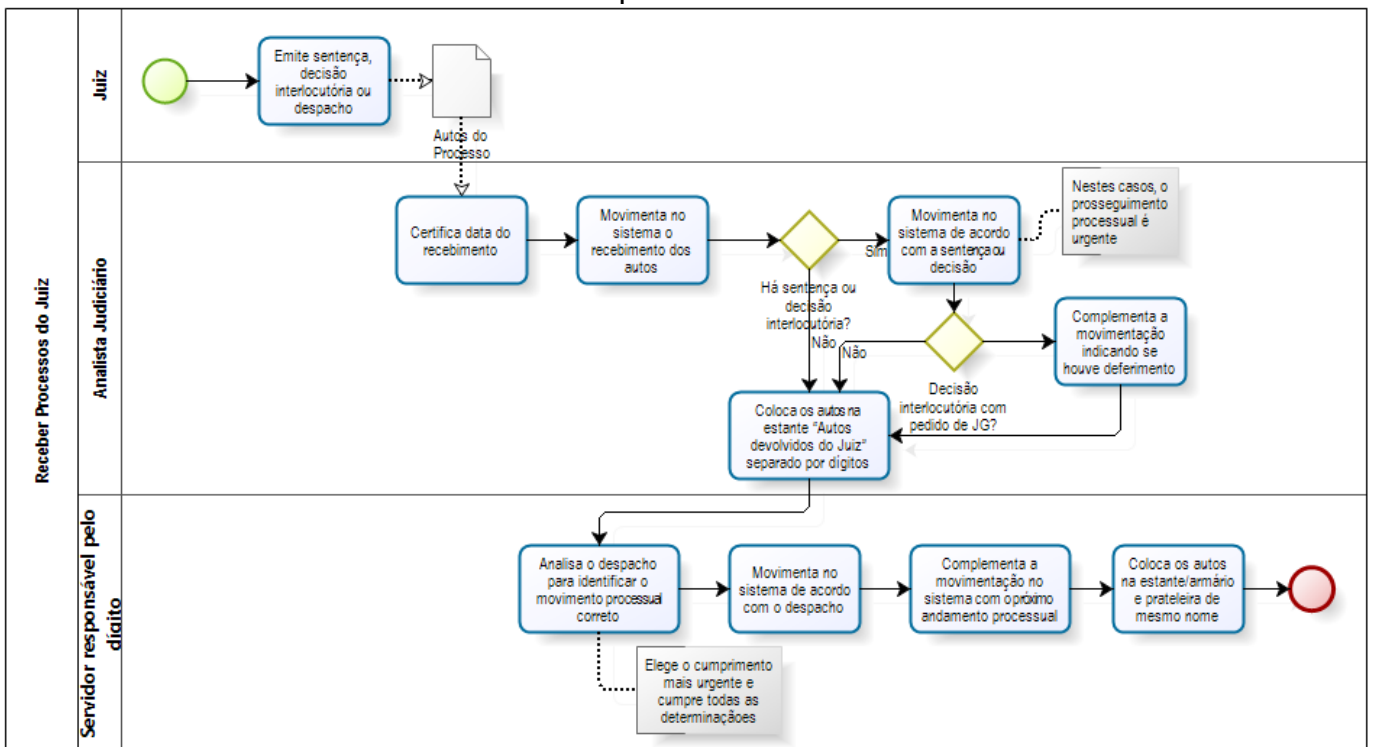 Receber Processos do Juiz
Juiz
Emite sentença,
decisão
interlocutória ou
despacho
Autos do
Processo
Analista Judiciário
Certifica data do
recebimento
Movimenta no
sistema o
recebimento dos
autos
Há sentença ou
decisão
interlocutória?
Sim
Não
Movimenta no
sistema de acordo
com a sentença ou
decisão
Nestes casos, o
prosseguimento
processual é
urgente
Não
Decisão
interlocutória com
pedido de JG?
Complementa a
movimentação
indicando se
houve deferimento
Coloca os autos na
estante “Autos
devolvidos do Juiz”
separado por dígitos
Servidor responsável pelo
dígito
Analisa o despacho
para identificar o
movimento processual
correto
Elege o cumprimento
mais urgente e
cumpre todas as
determinaçãoes
Movimenta no
sistema de acordo
com o despacho
Complementa a
movimentação no
sistema com o próximo
andamento processual
Coloca os autos
na estante/armário
e prateleira de
mesmo nome